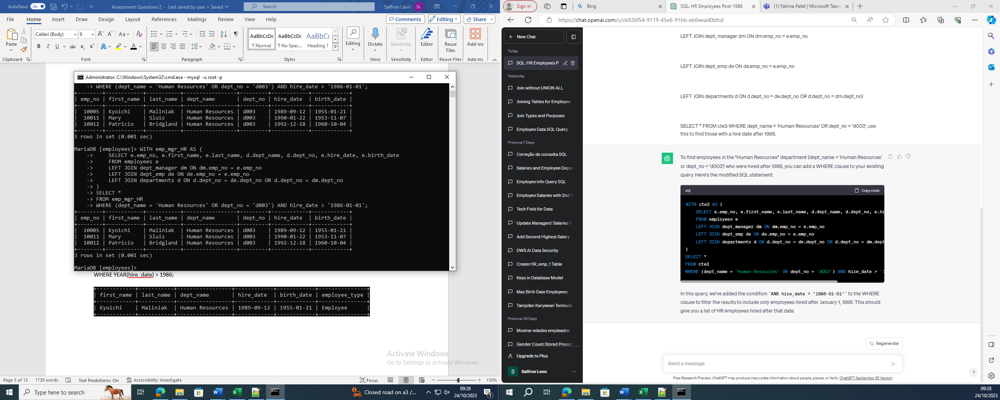 AutoSave On Assessment Questions 2 - Last saved by user • Saved Search Saffron Leon SL
File Home Insert Draw Design Layout References Mailings Review View Help Comments Editing Share
Calibri (Body) 9 Aa
Paste
B I U ab x₂ x² A A
AaBbCcDc AaBbCcDc AaBbCc
¶ Normal ¶ No Spac... Heading 1
Editing Dictate Sensitivity Editor Reuse Files Add-ins
Clipboard Font Paragraph Styles Voice Sensitivity Editor Reuse Files Add-ins
Administrator: C:\Windows\System32\cmd.exe - mysql -u root -p
-> WHERE (dept_name = 'Human Resources' OR dept_no = 'd003') AND hire_date > '1986-01-01';
+--------+------------+-----------+-----------------+---------+------------+------------+
| emp_no | first_name | last_name | dept_name | dept_no | hire_date | birth_date |
+--------+------------+-----------+-----------------+---------+------------+------------+
| 10005 | Kyoichi | Maliniak | Human Resources | d003 | 1989-09-12 | 1955-01-21 |
| 10011 | Mary | Sluis | Human Resources | d003 | 1990-01-22 | 1953-11-07 |
| 10012 | Patricio | Bridgland | Human Resources | d003 | 1992-12-18 | 1960-10-04 |
+--------+------------+-----------+-----------------+---------+------------+------------+
3 rows in set (0.001 sec)
MariaDB [employees]> WITH emp_mgr_HR AS (
-> SELECT e.emp_no, e.first_name, e.last_name, d.dept_name, d.dept_no, e.hire_date, e.birth_date
-> FROM employees e
-> LEFT JOIN dept_manager dm ON dm.emp_no = e.emp_no
-> LEFT JOIN dept_emp de ON de.emp_no = e.emp_no
-> LEFT JOIN departments d ON d.dept_no = de.dept_no OR d.dept_no = dm.dept_no
-> )
-> SELECT *
-> FROM emp_mgr_HR
-> WHERE (dept_name = 'Human Resources' OR dept_no = 'd003') AND hire_date > '1986-01-01';
+--------+------------+-----------+-----------------+---------+------------+------------+
| emp_no | first_name | last_name | dept_name | dept_no | hire_date | birth_date |
+--------+------------+-----------+-----------------+---------+------------+------------+
| 10005 | Kyoichi | Maliniak | Human Resources | d003 | 1989-09-12 | 1955-01-21 |
| 10011 | Mary | Sluis | Human Resources | d003 | 1990-01-22 | 1953-11-07 |
| 10012 | Patricio | Bridgland | Human Resources | d003 | 1992-12-18 | 1960-10-04 |
+--------+------------+-----------+-----------------+---------+------------+------------+
3 rows in set (0.001 sec)
MariaDB [employees]>
WHERE YEAR(hire_date) > 1986;
+------------+-----------+-----------------+------------+------------+---------------+
| first_name | last_name | dept_name | hire_date | birth_date | employee_type |
+------------+-----------+-----------------+------------+------------+---------------+
| Kyoichi | Maliniak | Human Resources | 1989-09-12 | 1955-01-21 | Employee |
+------------+-----------+-----------------+------------+------------+---------------+
Activate Windows
Go to Settings to activate Windows.
Page 5 of 12 1739 words Text Predictions: On Accessibility: Investigate Focus 130%
Type here to search Closed road on a3 /... 09:28
24/10/2023 1
Sign in Bing SQL: HR Employees Post-1986 (1) Fatima Patel | Microsoft Team
https://chat.openai.com/c/cb836f54-9119-45e6-91bb-eb6eead0bfcd
New Chat
Today
SQL: HR Employees P
Yesterday
Join without UNION ALL
Joining Tables for Employee
Join Types and Purposes
Employee Data SQL Query
Previous 7 Days
Correção de consulta SQL
Salaries and Employee Depar
Employee Info Query SQL
Employee Salaries with 2nd S
Tech Field for Data
Update Managers' Salaries 1
Add Second Highest Salary
DWS AI Data Security
Create HR_emp_1 Table
Keys in Database Model
Max Birth Date Employees
Tampilan Karyawan Termuda
Previous 30 Days
Mostrar edades empleados
Gender Count Stored Proced
Upgrade to Plus
S Saffron Leon
LEFT JOIN dept_manager dm ON dm.emp_no = e.emp_no
LEFT JOIN dept_emp de ON de.emp_no = e.emp_no
LEFT JOIN departments d ON d.dept_no = de.dept_no OR d.dept_no = dm.dept_no)
SELECT * FROM cte3 WHERE dept_name = 'Human Resources' OR dept_no = 'd003'; use
this to find those with a hire date after 1986.
To find employees in the "Human Resources" department (dept_name = 'Human Resources'
or dept_no = 'd003') who were hired after 1986, you can add a WHERE clause to your existing
query. Here's the modified SQL statement:
sql Copy code
WITH cte3 AS (
SELECT e.emp_no, e.first_name, e.last_name, d.dept_name, d.dept_no, e.hi
FROM employees e
LEFT JOIN dept_manager dm ON dm.emp_no = e.emp_no
LEFT JOIN dept_emp de ON de.emp_no = e.emp_no
LEFT JOIN departments d ON d.dept_no = de.dept_no OR d.dept_no = dm.dept
)
SELECT *
FROM cte3
WHERE (dept_name = 'Human Resources' OR dept_no = 'd003') AND hire_date > '1
In this query, we've added the condition `AND hire_date > '1986-01-01'` to the WHERE
clause to filter the results to include only employees hired after January 1, 1986. This should
give you a list of HR employees hired after that date.
Regenerate
Send a message
Free Research Preview. ChatGPT may produce inaccurate information about people, places, or facts. ChatGPT September 25 Version
?
09:28
24/10/2023